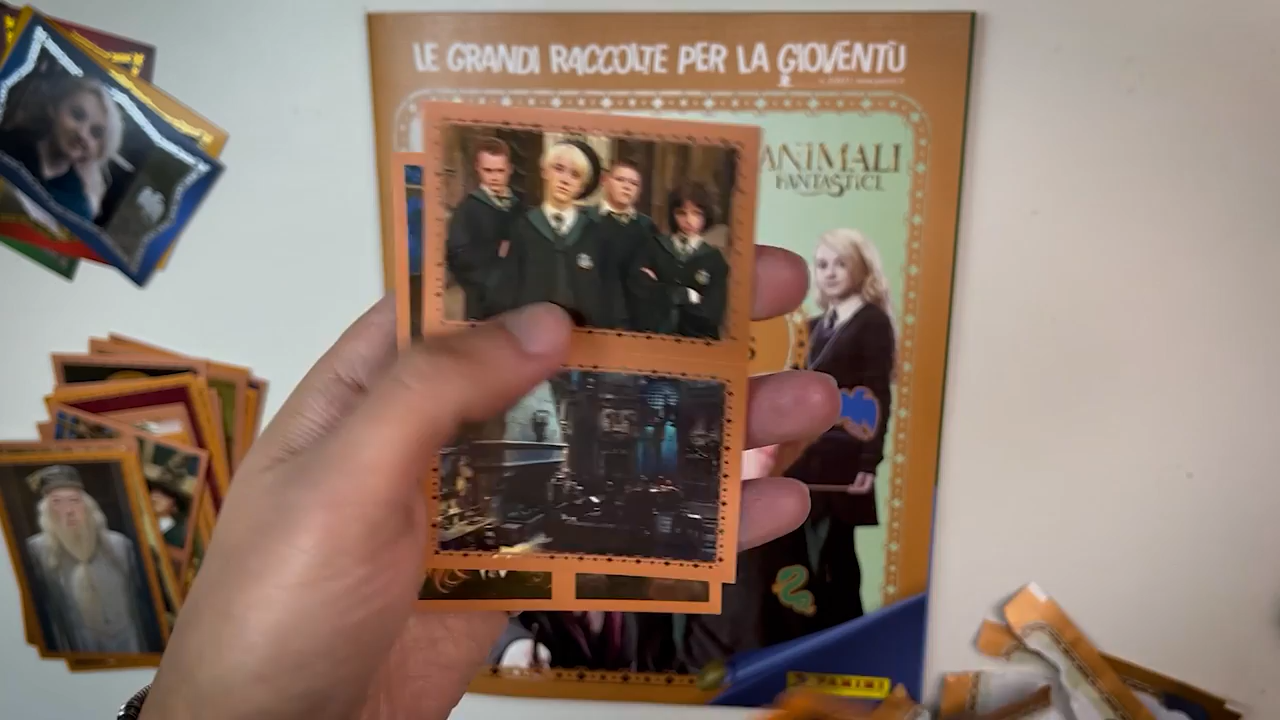 LE GRANDI RACCOLTE PER LA GIOVENTÙ
ANIMALI
FANTASTICI
PANINI